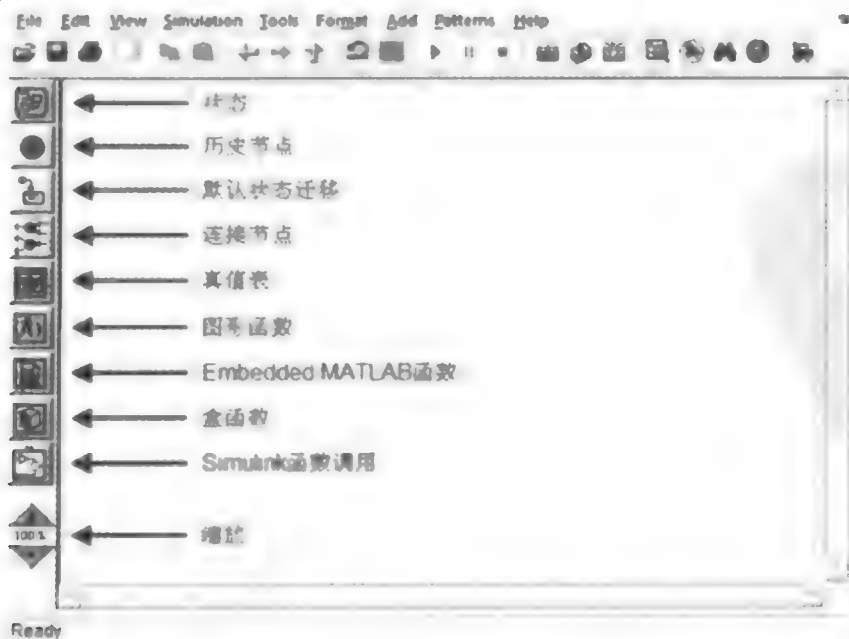 File Edit View Simulation Tools Format Add Patterns Help
状态
历史节点
默认状态迁移
连接节点
真值表
图形函数
Embedded MATLAB函数
盒函数
Simulink函数调用
100%
缩放
Ready